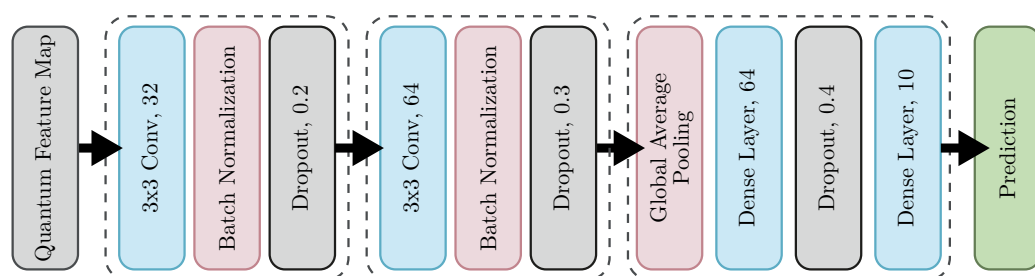 Quantum Feature Map
3x3 Conv, 32
Batch Normalization
Dropout, 0.2
3x3 Conv, 64
Batch Normalization
Dropout, 0.3
Global Average
Pooling
Dense Layer, 64
Dropout, 0.4
Dense Layer, 10
Prediction